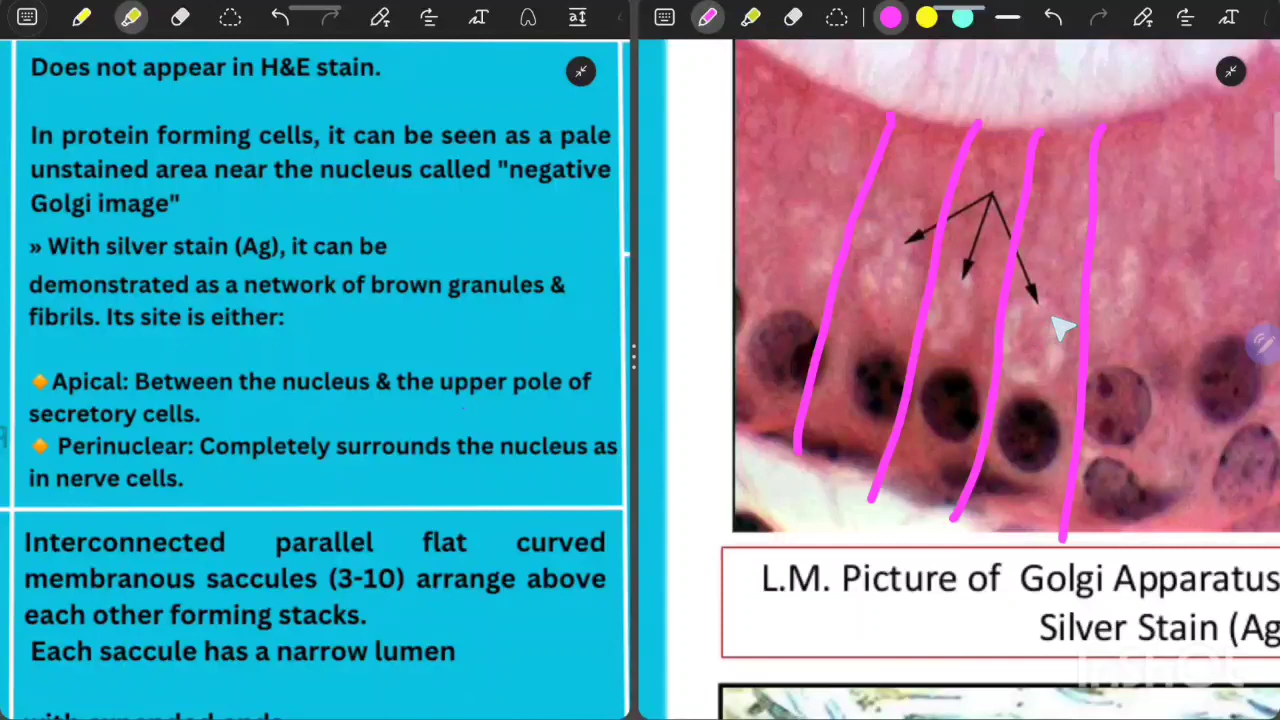 Does not appear in H&E stain.
In protein forming cells, it can be seen as a pale
unstained area near the nucleus called "negative
Golgi image"
» With silver stain (Ag), it can be
demonstrated as a network of brown granules &
fibrils. Its site is either:
🔸Apical: Between the nucleus & the upper pole of
secretory cells.
🔸 Perinuclear: Completely surrounds the nucleus as
in nerve cells.
Interconnected parallel flat curved
membranous saccules (3-10) arrange above
each other forming stacks.
Each saccule has a narrow lumen
with expanded ends
L.M. Picture of Golgi Apparatus
Silver Stain (Ag
InShot